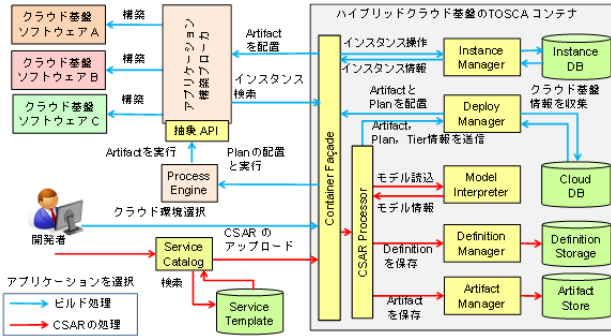 ハイブリッドクラウド基盤のTOSCAコンテナ
クラウド基盤
ソフトウェアA
構築
クラウド基盤
ソフトウェアB
構築
クラウド基盤
ソフトウェアC
構築
アプリケーション
構築ブローカ
抽象API
Artifact
を配置
インスタンス
検索
Artifactを実行
Planの配置
と実行
Process
Engine
開発者
クラウド環境選択
CSARの
アップロード
Service
Catalog
検索
Service
Template
アプリケーションを選択
ビルド処理
CSARの処理
Container Façade
CSAR Processor
インスタンス操作
インスタンス情報
Instance
Manager
Instance
DB
Artifactと
Planを配置
Artifact,
Plan, Tier情報を送信
Deploy
Manager
クラウド基盤
情報を収集
Cloud
DB
モデル読込
モデル情報
Model
Interpreter
Definition
を保存
Definition
Manager
Definition
Storage
Artifact
を保存
Artifact
Manager
Artifact
Store